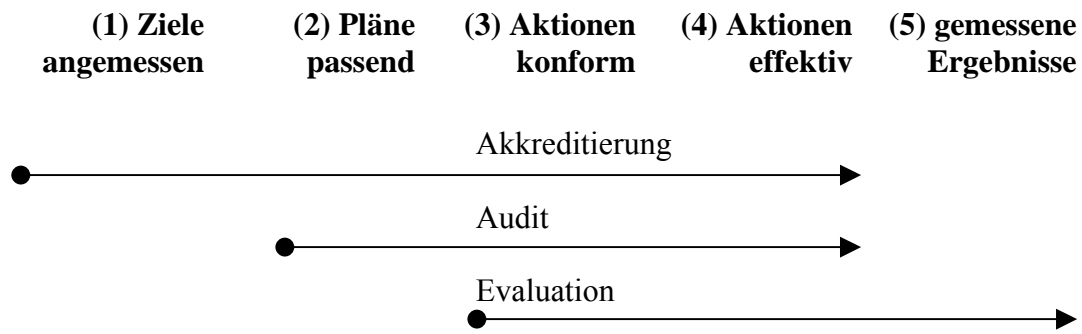 (1) Ziele (2) Pläne (3) Aktionen (4) Aktionen (5) gemessene
angemessen passend konform effektiv Ergebnisse
Akkreditierung
Audit
Evaluation